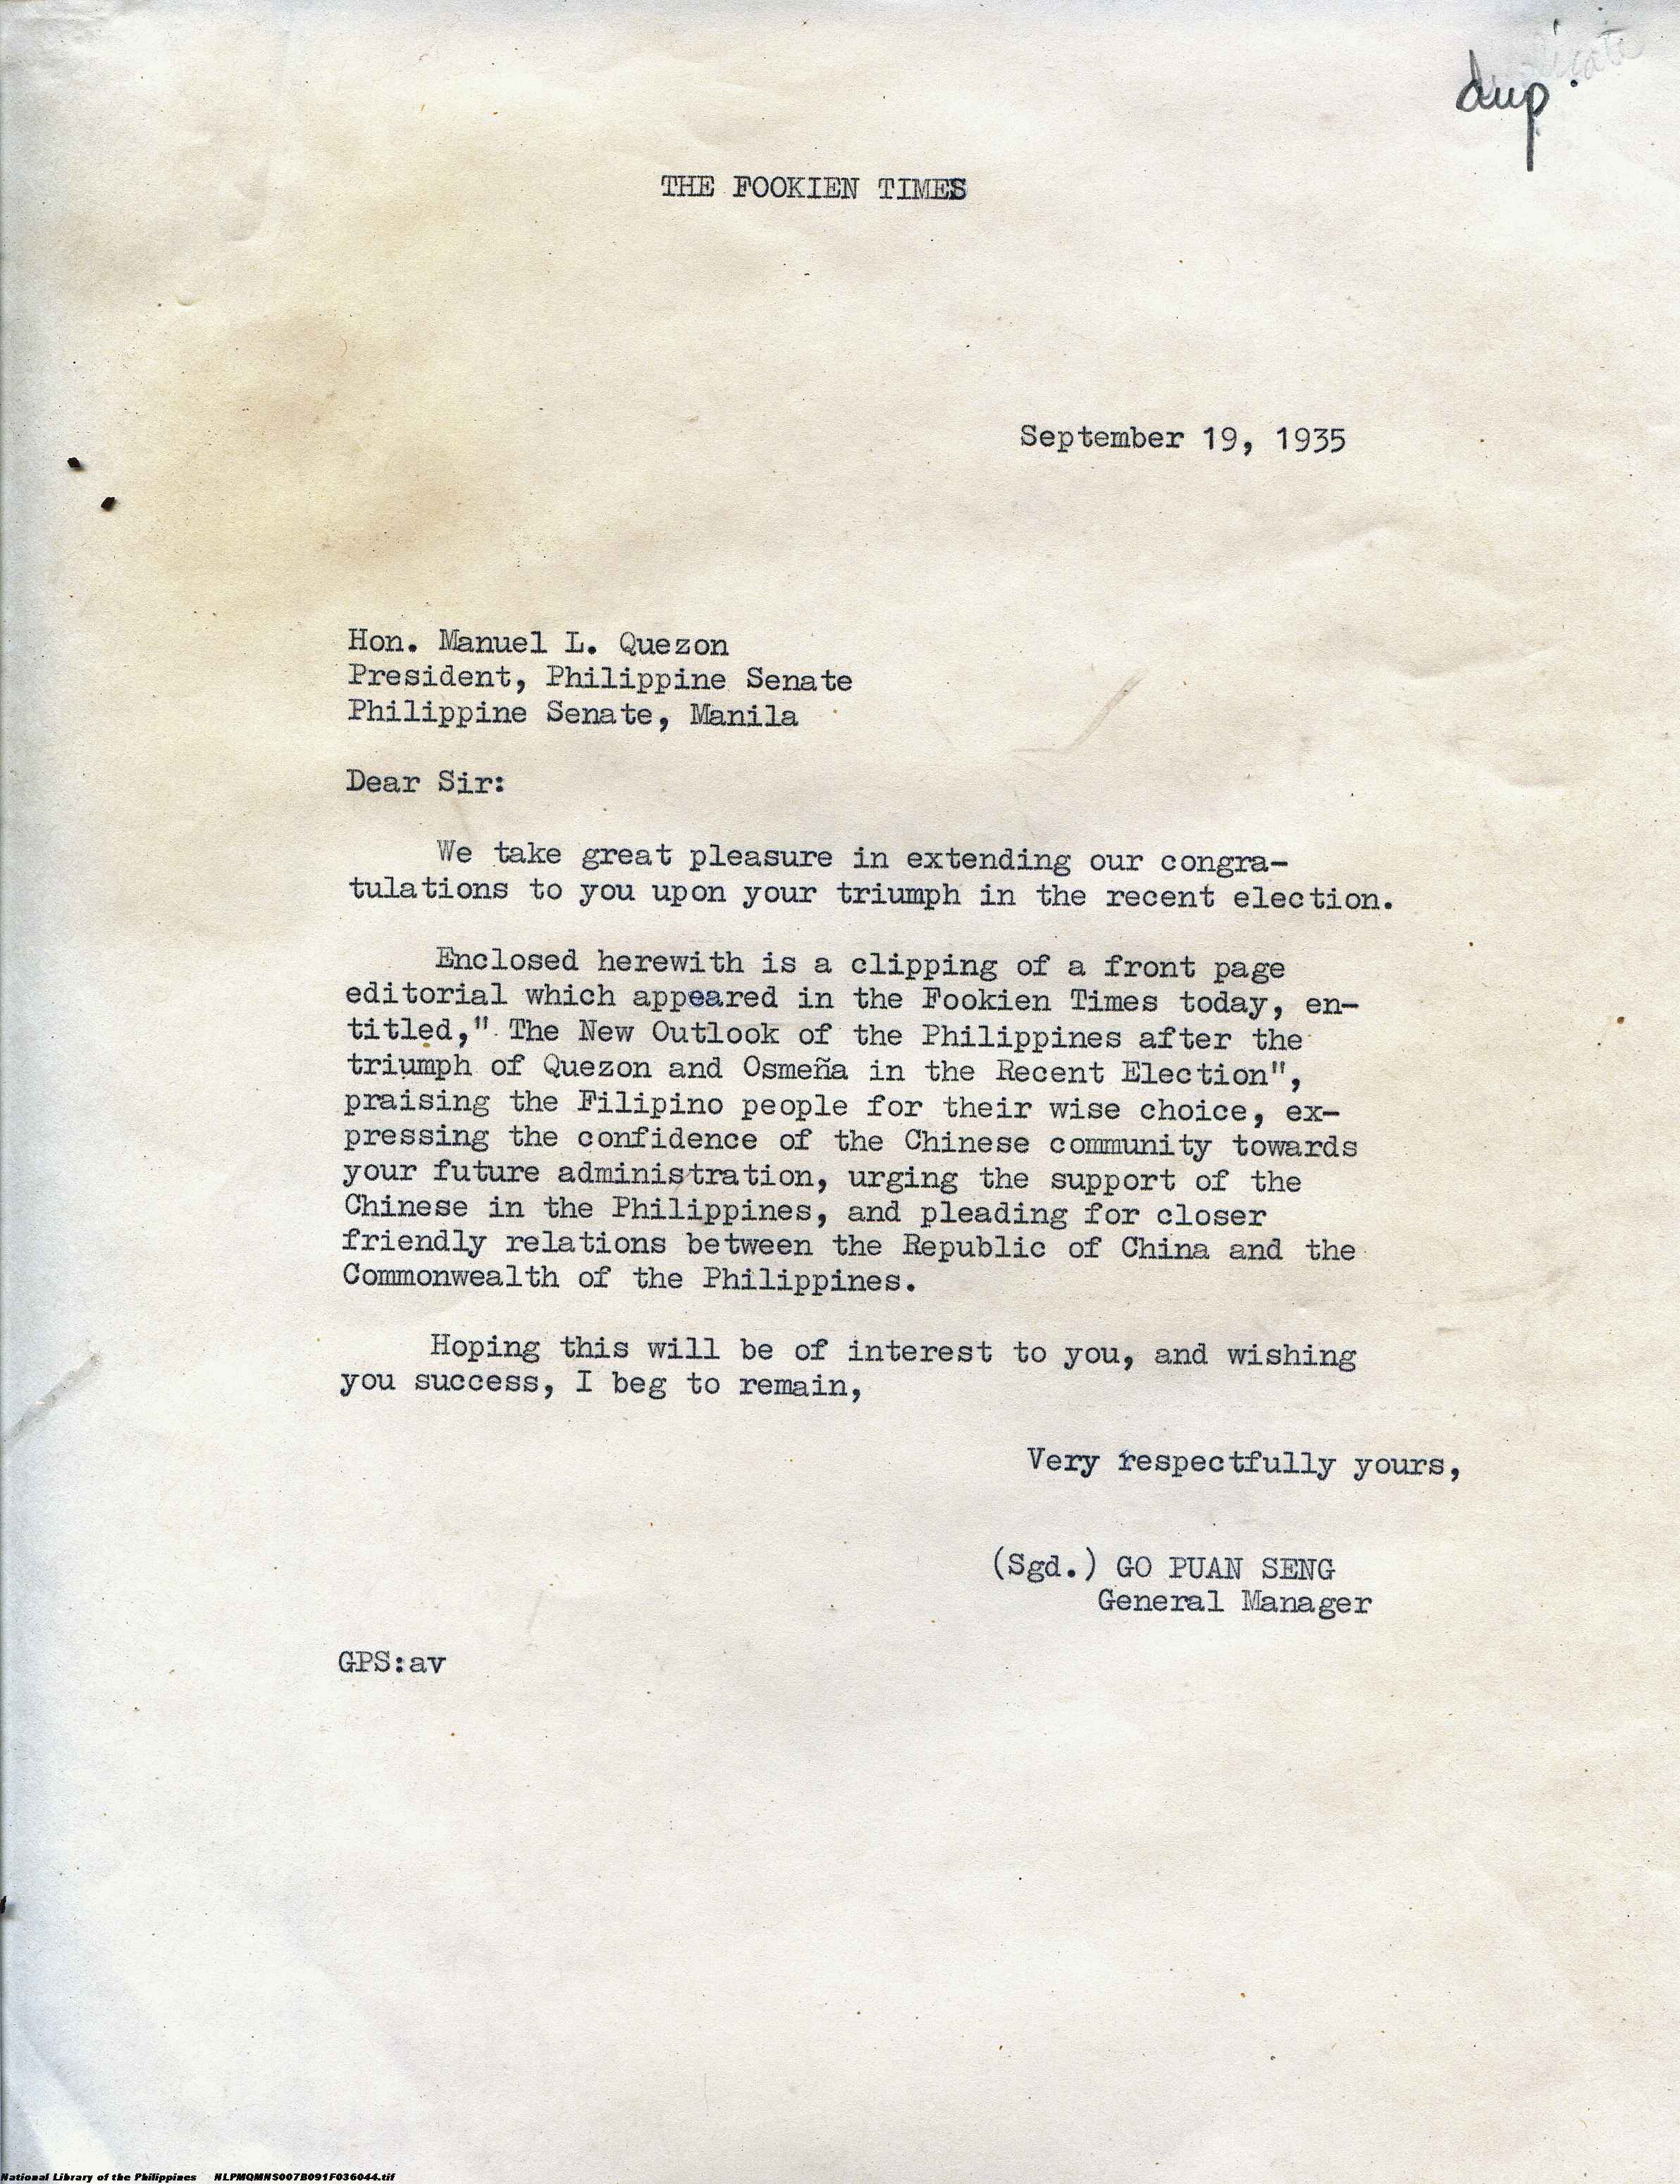 dup.
THE FOOKIEN TIMES
September 19, 1935
Hon. Manuel L. Quezon
President, Philippine Senate
Philippine Senate, Manila
Dear Sir:
We take great pleasure in extending our congra-
tulations to you upon your triumph in the recent election.
Enclosed herewith is a clipping of a front page
editorial which appeared in the Fookien Times today, en-
titled," The New Outlook of the Philippines after the
triumph of Quezon and Osmeña in the Recent Election",
praising the Filipino people for their wise choice, ex-
pressing the confidence of the Chinese community towards
your future administration, urging the support of the
Chinese in the Philippines, and pleading for closer
friendly relations between the Republic of China and the
Commonwealth of the Philippines.
Hoping this will be of interest to you, and wishing
you success, I beg to remain,
Very respectfully yours,
(Sgd.) GO PUAN SENG
General Manager
GPS:av
National Library of the Philippines NLPMQMNS007B091F036044.tif